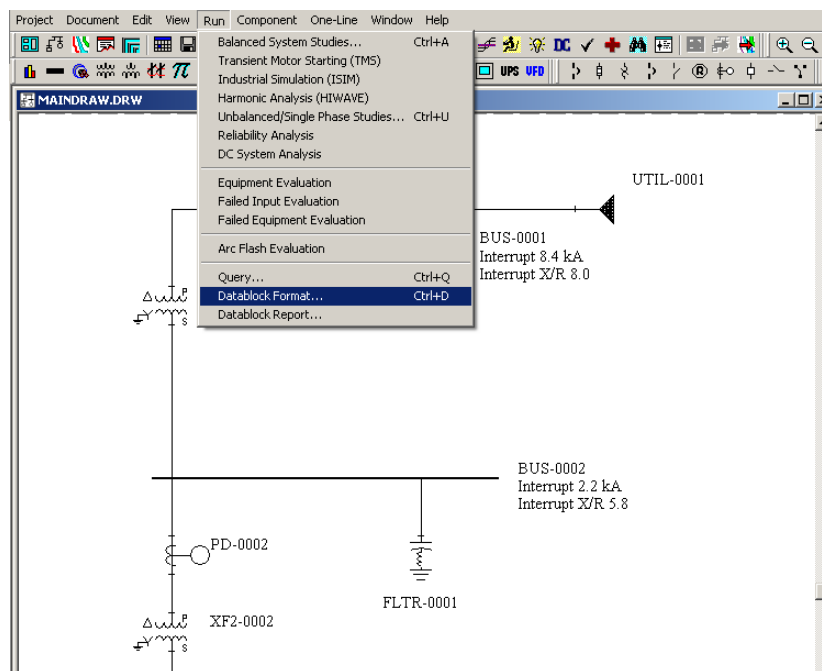 Project Document Edit View Run Component One-Line Window Help
DC
UPS VFD
π
R
MAINDRAW.DRW
Balanced System Studies... Ctrl+A
Transient Motor Starting (TMS)
Industrial Simulation (ISIM)
Harmonic Analysis (HIWAVE)
Unbalanced/Single Phase Studies... Ctrl+U
Reliability Analysis
DC System Analysis
Equipment Evaluation
Failed Input Evaluation
Failed Equipment Evaluation
Arc Flash Evaluation
Query... Ctrl+Q
Datablock Format... Ctrl+D
Datablock Report...
UTIL-0001
BUS-0001
Interrupt 8.4 kA
Interrupt X/R 8.0
P
S
BUS-0002
Interrupt 2.2 kA
Interrupt X/R 5.8
PD-0002
FLTR-0001
XF2-0002
P
S